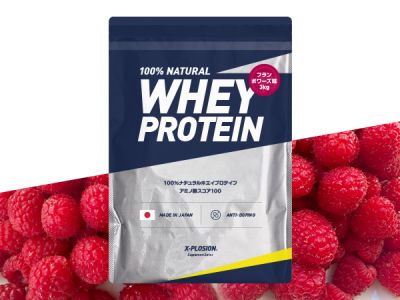 100% NATURAL
WHEY
PROTEIN
フラン
ボワーズ味
3kg
100%ナチュラルホエイプロテイン
アミノ酸スコア100
MADE IN JAPAN
ANTI-DOPING
X-PLOSION
Supplement Series